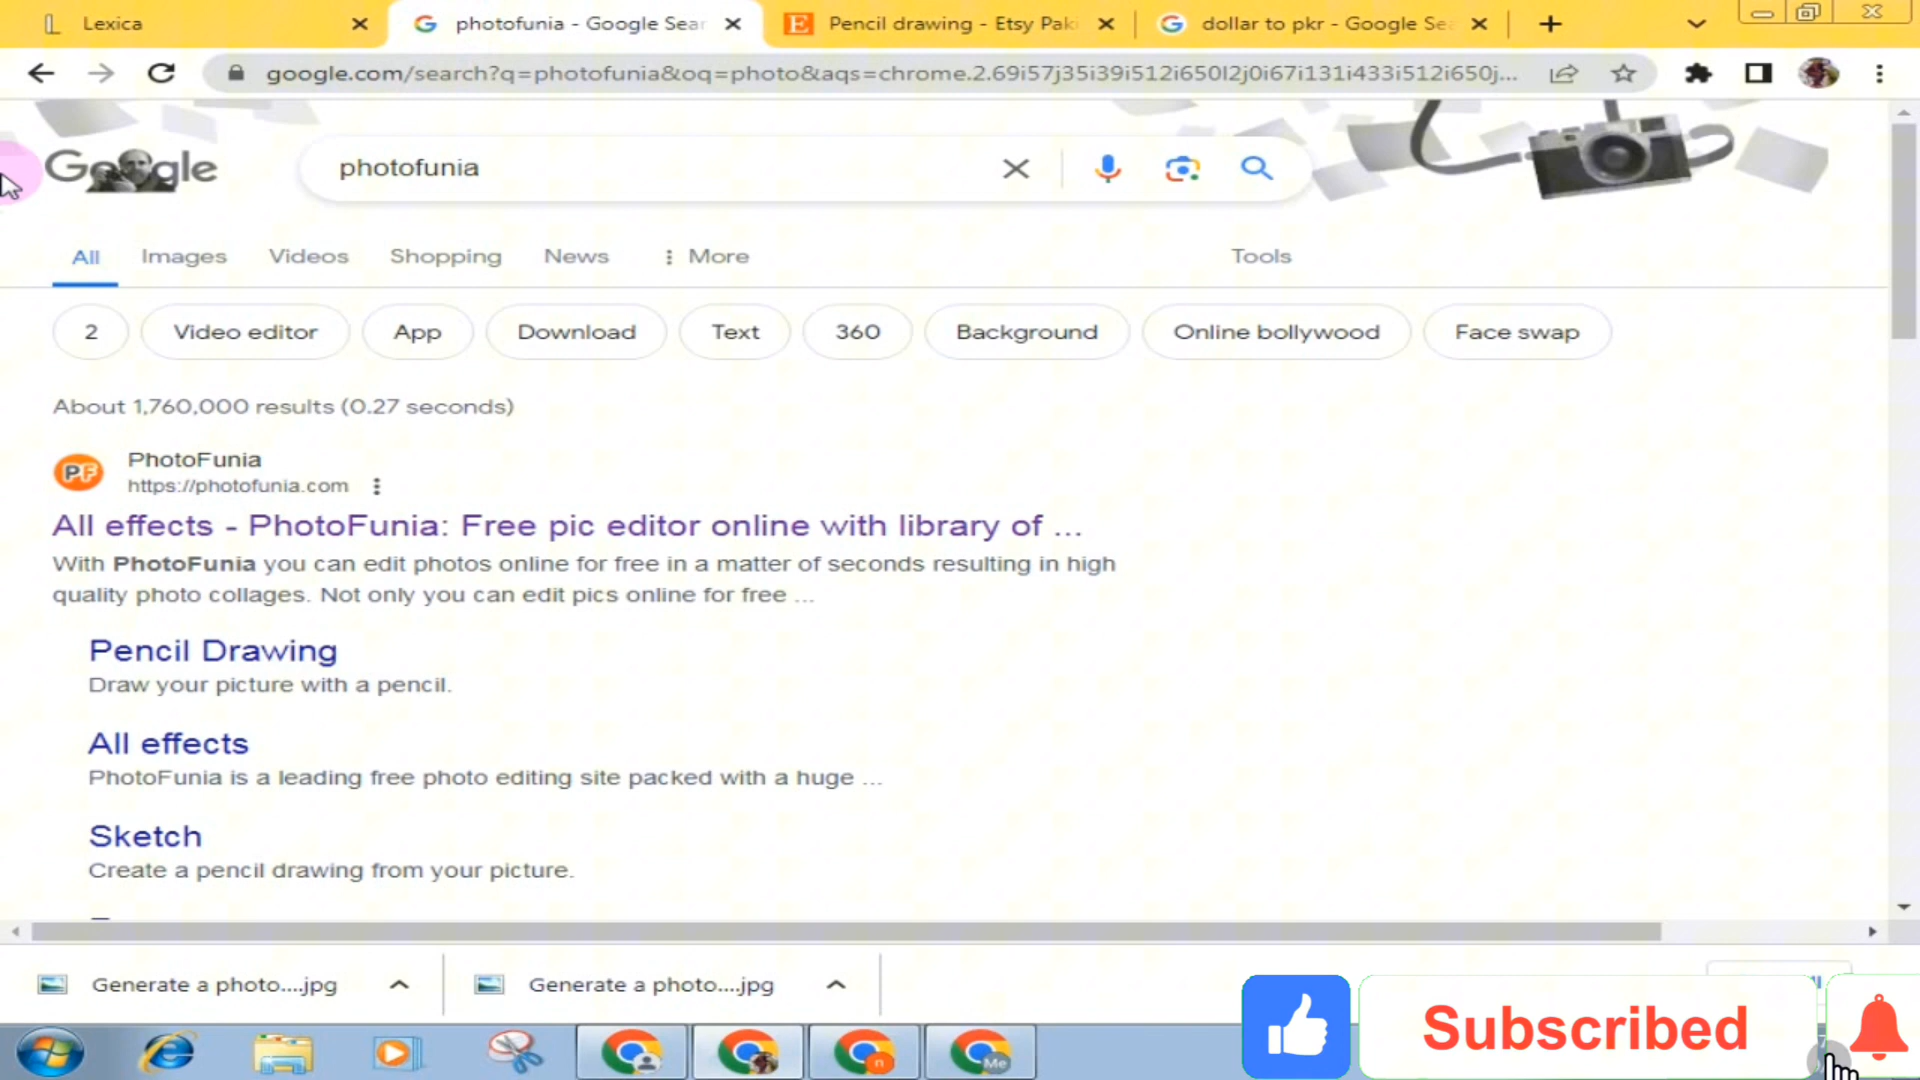 Lexica
photofunia - Google Sear
Pencil drawing - Etsy Paki
dollar to pkr - Google Se
google.com/search?q=photofunia&oq=photo&aqs=chrome.2.69i57j35i39i512i650l2j0i67i131i433i512i650j...
Google
photofunia
All
Images
Videos
Shopping
News
More
Tools
2
Video editor
App
Download
Text
360
Background
Online bollywood
Face swap
About 1,760,000 results (0.27 seconds)
PF
PhotoFunia
https://photofunia.com
All effects - PhotoFunia: Free pic editor online with library of ...
With PhotoFunia you can edit photos online for free in a matter of seconds resulting in high
quality photo collages. Not only you can edit pics online for free ...
Pencil Drawing
Draw your picture with a pencil.
All effects
PhotoFunia is a leading free photo editing site packed with a huge ...
Sketch
Create a pencil drawing from your picture.
Generate a photo....jpg
Generate a photo....jpg
Subscribed
n
Me